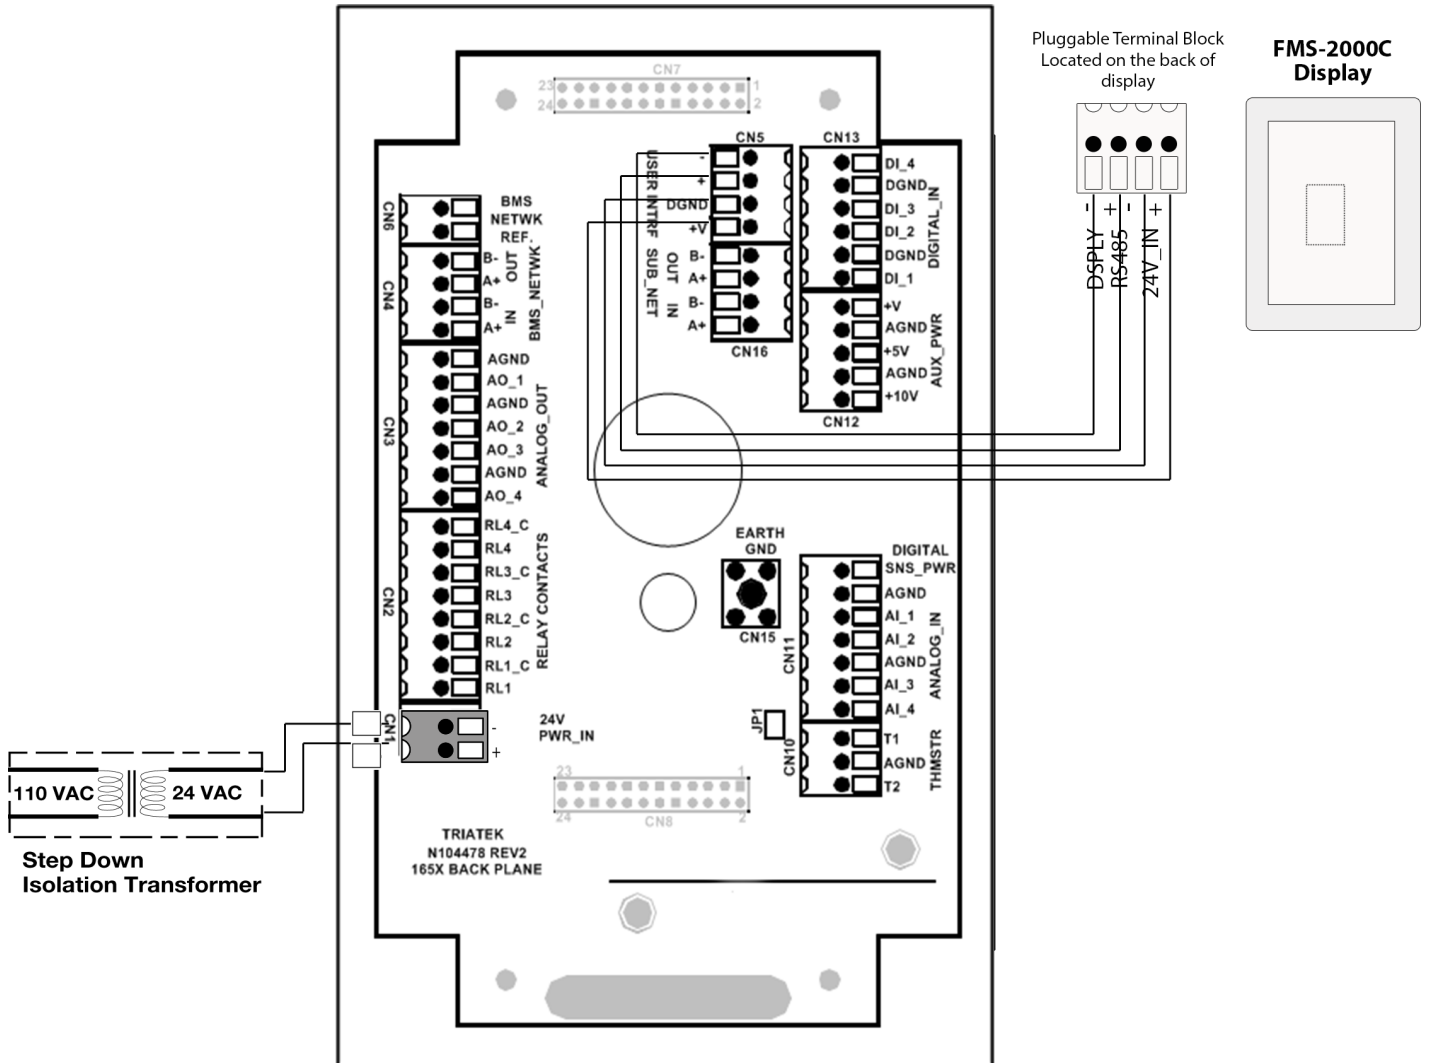 Pluggable Terminal Block
Located on the back of
display
FMS-2000C
Display
- + - +
DSPLY
RS485
24V_IN
CN7
23
1
24
2
CN5
USER INTRF
-
+
DGND
+V
SUB_NET
OUT
IN
B-
A+
B-
A+
CN16
CN13
DI_4
DGND
DI_3
DI_2
DGND
DI_1
DIGITAL_IN
+V
AGND
+5V
AGND
+10V
AUX_PWR
CN12
CN6
BMS
NETWK
REF.
CN4
B-
A+
B-
A+
OUT
IN
BMS_NETWK
CN3
AGND
AO_1
AGND
AO_2
AO_3
AGND
AO_4
ANALOG_OUT
CN2
RL4_C
RL4
RL3_C
RL3
RL2_C
RL2
RL1_C
RL1
RELAY CONTACTS
EARTH
GND
CN15
DIGITAL
SNS_PWR
AGND
AI_1
AI_2
AGND
AI_3
AI_4
CN11
ANALOG_IN
JP1
CN10
T1
AGND
T2
THMSTR
CN1
-
+
24V
PWR_IN
110 VAC
24 VAC
Step Down
Isolation Transformer
23
1
24
CN8
2
TRIATEK
N104478 REV2
165X BACK PLANE